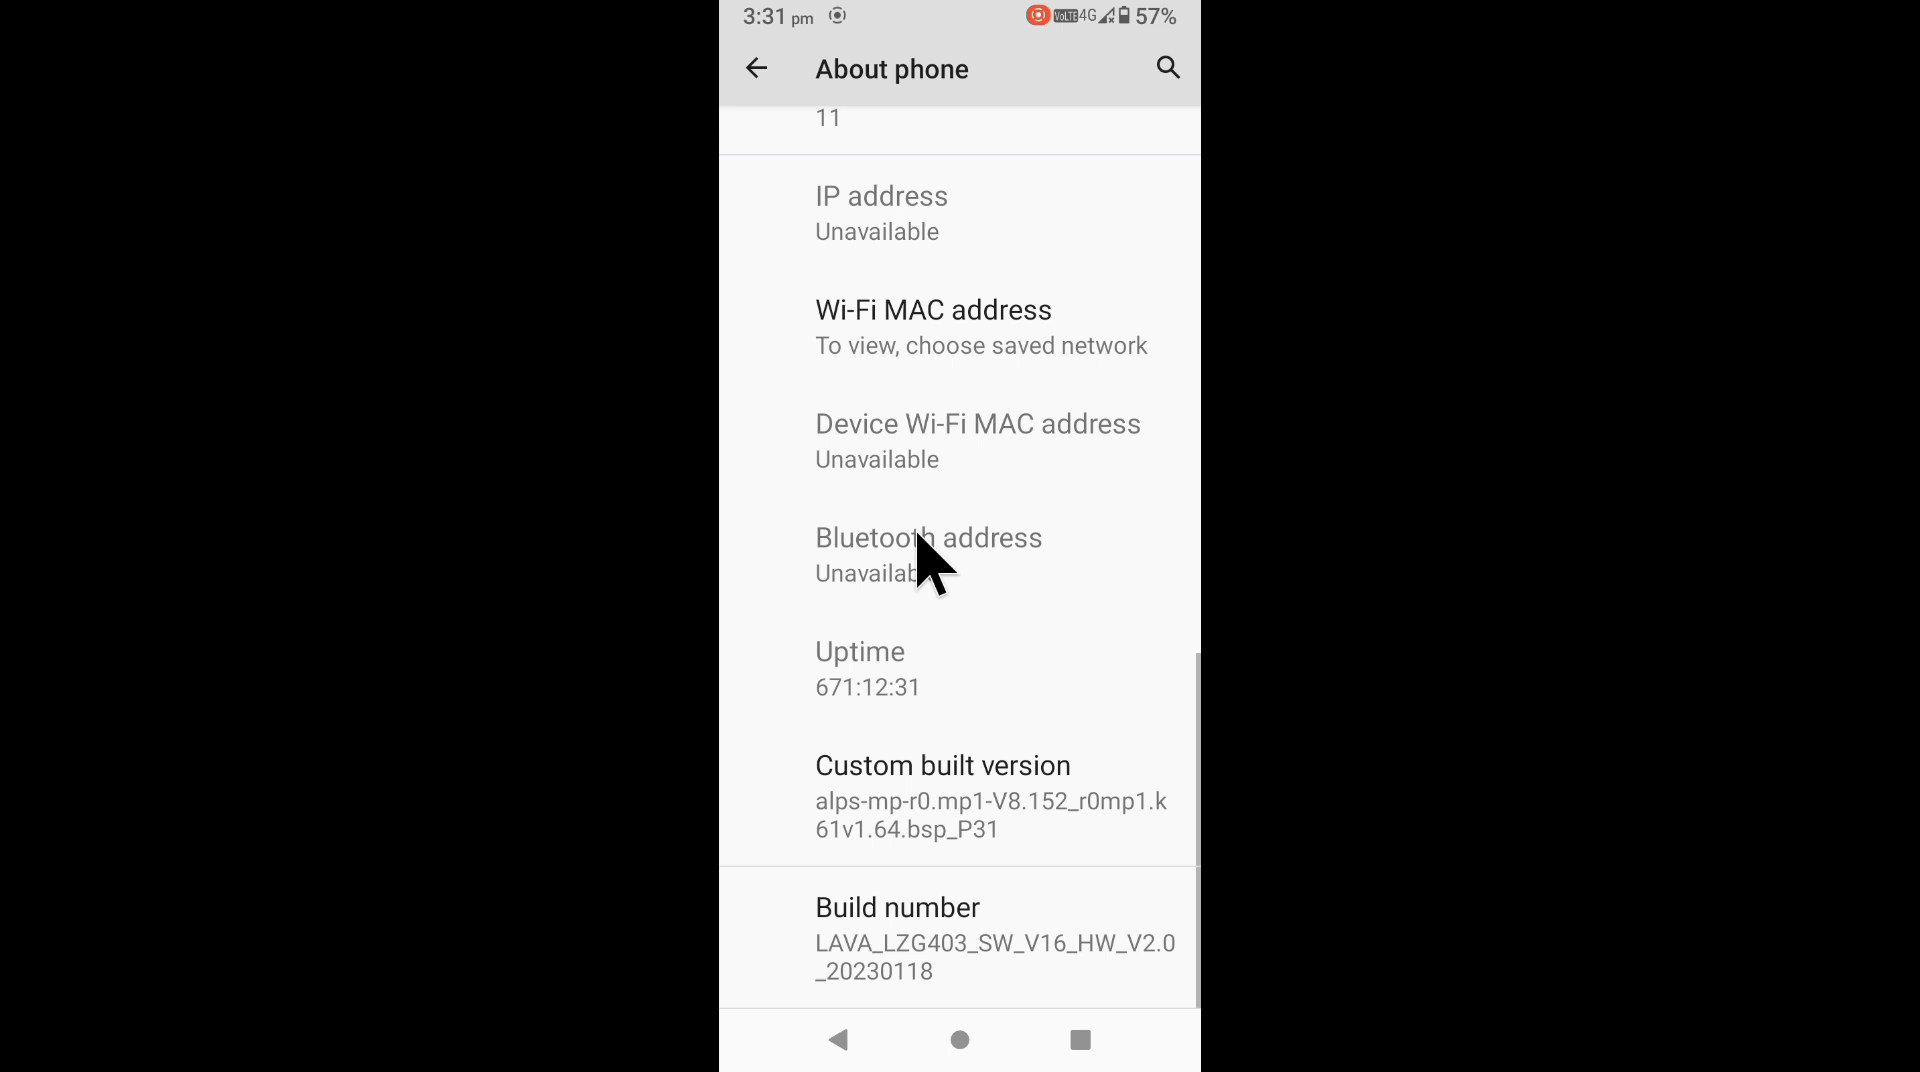 3:31 pm VoLTE 4G 57%
About phone
11
IP address
Unavailable
Wi-Fi MAC address
To view, choose saved network
Device Wi-Fi MAC address
Unavailable
Bluetooth address
Uptime
671:12:31
Custom built version
alps-mp-r0.mp1-V8.152_r0mp1.k
61v1.64.bsp_P31
Build number
LAVA_LZG403_SW_V16_HW_V2.0
_20230118